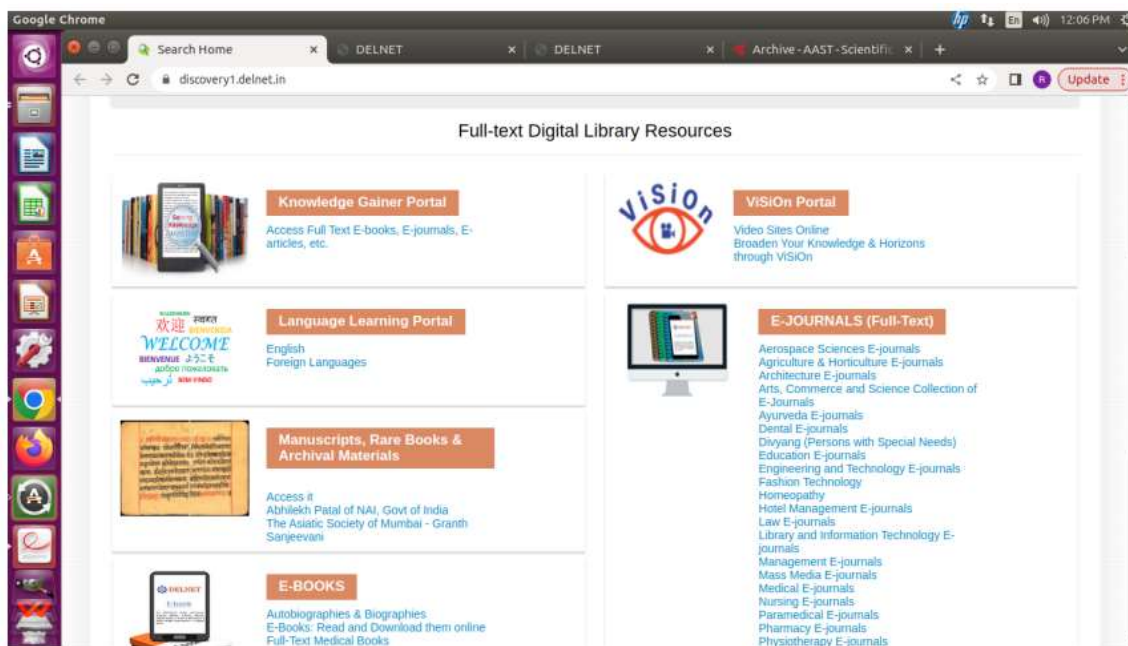 Google Chrome
hp
En
12:06 PM
Search Home
DELNET
DELNET
Archive - AAST - Scientific
discovery1.delnet.in
R
Update
Full-text Digital Library Resources
Knowledge Gainer Portal
Access Full Text E-books, E-journals, E-
articles, etc.
ViSiOn
ViSiOn Portal
Video Sites Online
Broaden Your Knowledge & Horizons
through ViSiOn
欢迎
स्वागत
WELCOME
BIENVENUE ようこそ
добро пожаловать
Language Learning Portal
English
Foreign Languages
Manuscripts, Rare Books &
Archival Materials
Access it
Abhilekh Patal of NAI, Govt of India
The Asiatic Society of Mumbai - Granth
Sanjeevani
DELNET
E-books
E-BOOKS
Autobiographies & Biographies
E-Books: Read and Download them online
Full-Text Medical Books
E-JOURNALS (Full-Text)
Aerospace Sciences E-journals
Agriculture & Horticulture E-journals
Architecture E-journals
Arts, Commerce and Science Collection of
E-Journals
Ayurveda E-journals
Dental E-journals
Divyang (Persons with Special Needs)
Education E-journals
Engineering and Technology E-journals
Fashion Technology
Homeopathy
Hotel Management E-journals
Law E-journals
Library and Information Technology E-
journals
Management E-journals
Mass Media E-journals
Medical E-journals
Nursing E-journals
Paramedical E-journals
Pharmacy E-journals
Physiotherapy E-journals